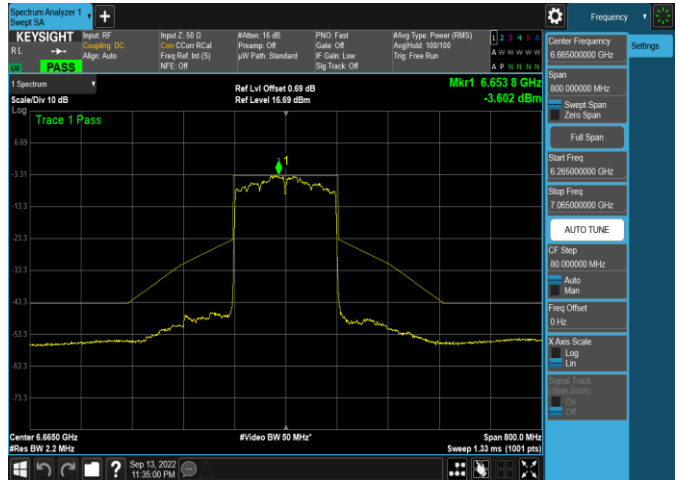 Spectrum Analyzer 1
Swept SA
Frequency
KEYSIGHT
RL
LV
PASS
Input: RF
Coupling: DC
Align: Auto
Input Z: 50 Ω
Corr CCorr RCal
Freq Ref: Int (S)
NFE: Off
#Atten: 16 dB
Preamp: Off
µW Path: Standard
PNO: Fast
Gate: Off
IF Gain: Low
Sig Track: Off
#Avg Type: Power (RMS)
Avg|Hold: 100/100
Trig: Free Run
1 2 3 4 5 6
A W W W W W
A P N N N N
1 Spectrum
Scale/Div 10 dB
Log
Ref Lvl Offset 0.69 dB
Ref Level 16.69 dBm
Mkr1 6.653 8 GHz
-3.602 dBm
Trace 1 Pass
1
6.69
-3.31
-13.3
-23.3
-33.3
-43.3
-53.3
-63.3
-73.3
Center 6.6650 GHz
#Res BW 2.2 MHz
#Video BW 50 MHz*
Span 800.0 MHz
Sweep 1.33 ms (1001 pts)
Sep 13, 2022
11:35:00 PM
Center Frequency
6.665000000 GHz
Span
800.000000 MHz
Swept Span
Zero Span
Full Span
Start Freq
6.265000000 GHz
Stop Freq
7.065000000 GHz
AUTO TUNE
CF Step
80.000000 MHz
Auto
Man
Freq Offset
0 Hz
X Axis Scale
Log
Lin
Signal Track
(Span Zoom)
On
Off
Settings